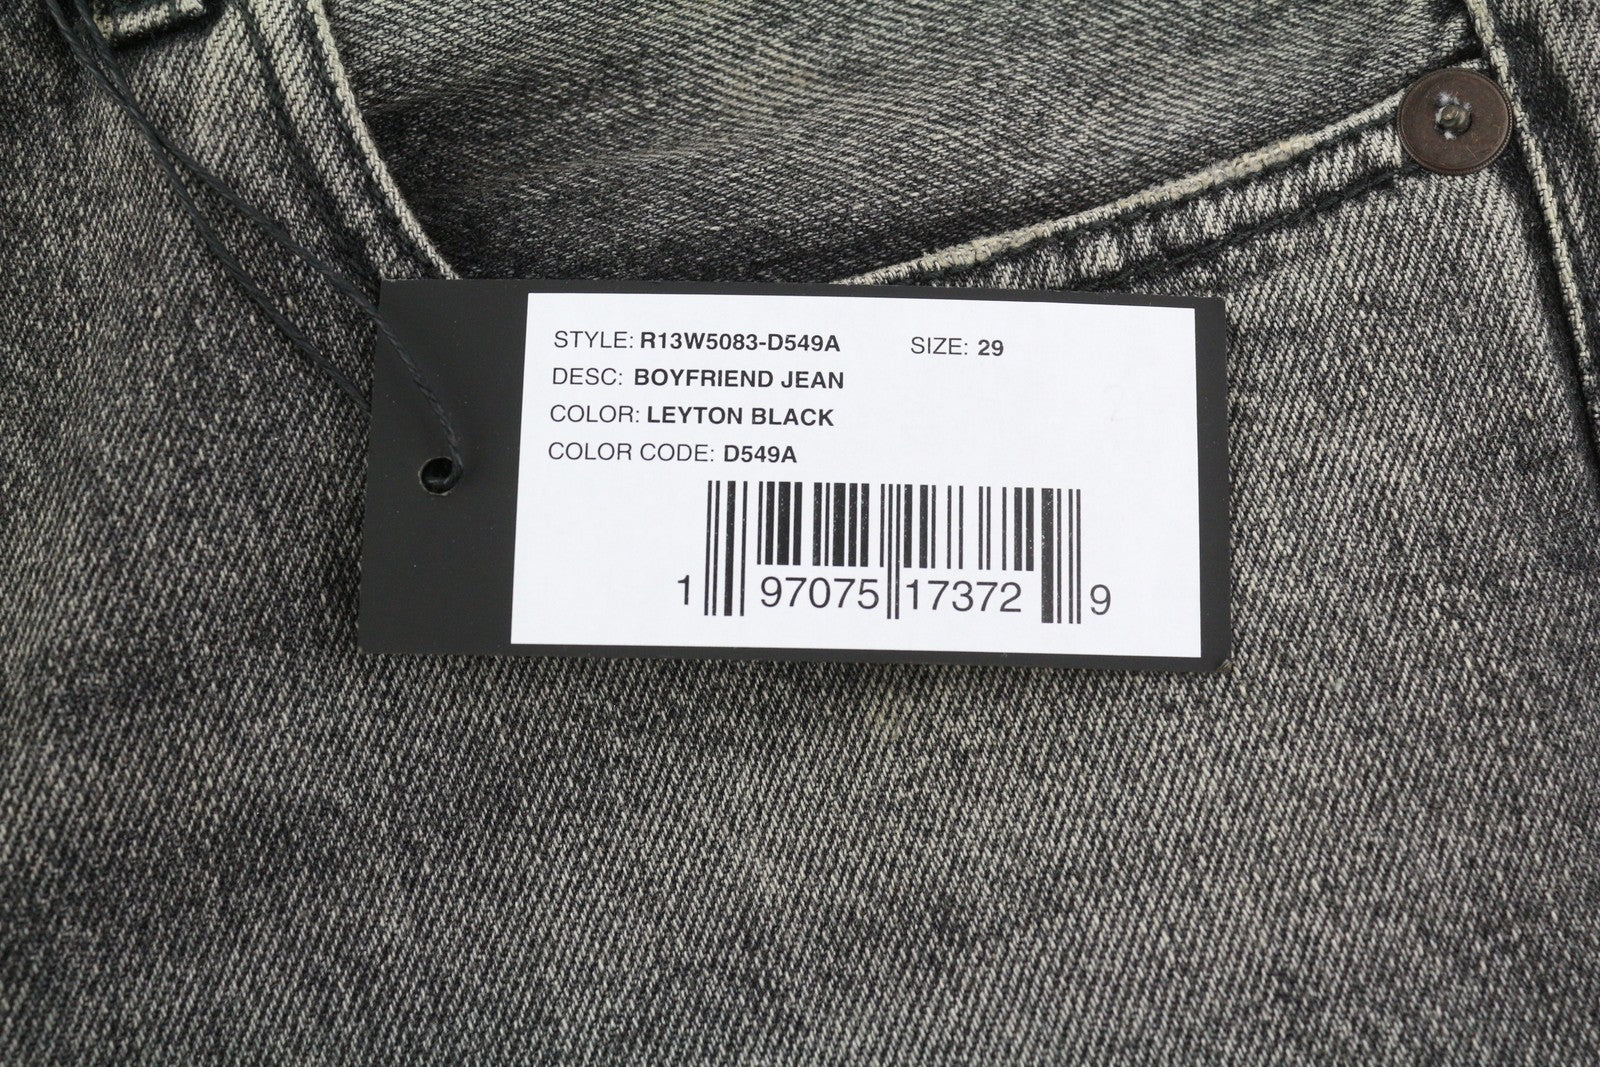 STYLE: R13W5083-D549A SIZE: 29
DESC: BOYFRIEND JEAN
COLOR: LEYTON BLACK
COLOR CODE: D549A
1 97075 17372 9